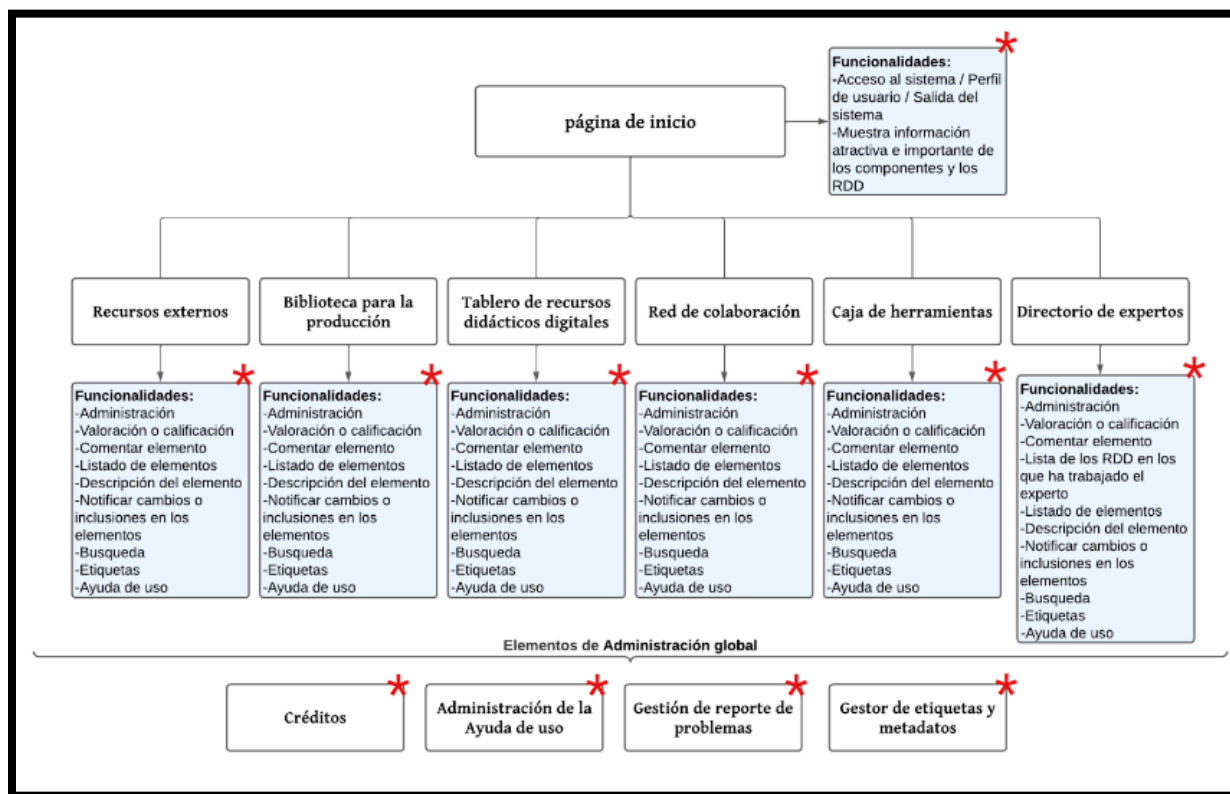 Funcionalidades:
-Acceso al sistema / Perfil
de usuario / Salida del
sistema
-Muestra información
atractiva e importante de
los componentes y los
RDD
página de inicio
Recursos externos
Biblioteca para la
producción
Tablero de recursos
didácticos digitales
Red de colaboración
Caja de herramientas
Directorio de expertos
Funcionalidades:
-Administración
-Valoración o calificación
-Comentar elemento
-Listado de elementos
-Descripción del elemento
-Notificar cambios o
inclusiones en los
elementos
-Busqueda
-Etiquetas
-Ayuda de uso
Funcionalidades:
-Administración
-Valoración o calificación
-Comentar elemento
-Listado de elementos
-Descripción del elemento
-Notificar cambios o
inclusiones en los
elementos
-Busqueda
-Etiquetas
-Ayuda de uso
Funcionalidades:
-Administración
-Valoración o calificación
-Comentar elemento
-Listado de elementos
-Descripción del elemento
-Notificar cambios o
inclusiones en los
elementos
-Busqueda
-Etiquetas
-Ayuda de uso
Funcionalidades:
-Administración
-Valoración o calificación
-Comentar elemento
-Listado de elementos
-Descripción del elemento
-Notificar cambios o
inclusiones en los
elementos
-Busqueda
-Etiquetas
-Ayuda de uso
Funcionalidades:
-Administración
-Valoración o calificación
-Comentar elemento
-Listado de elementos
-Descripción del elemento
-Notificar cambios o
inclusiones en los
elementos
-Busqueda
-Etiquetas
-Ayuda de uso
Funcionalidades:
-Administración
-Valoración o calificación
-Comentar elemento
-Lista de los RDD en los
que ha trabajado el
experto
-Listado de elementos
-Descripción del elemento
-Notificar cambios o
inclusiones en los
elementos
-Busqueda
-Etiquetas
-Ayuda de uso
Elementos de Administración global
Créditos
Administración de la
Ayuda de uso
Gestión de reporte de
problemas
Gestor de etiquetas y
metadatos